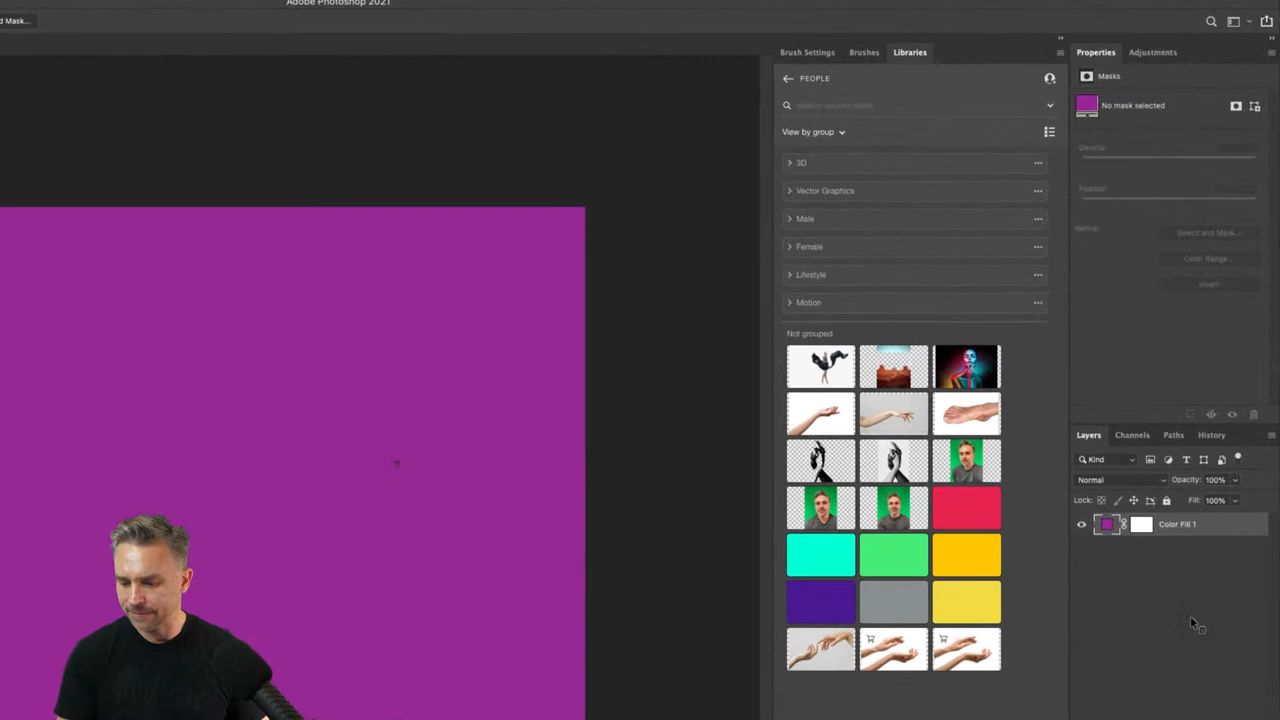 Adobe Photoshop 2021
d Mask...
Brush Settings
Brushes
Libraries
Properties
Adjustments
PEOPLE
Masks
No mask selected
View by group
Density:
3D
Vector Graphics
Feather:
Male
Refine:
Select and Mask...
Female
Color Range...
Lifestyle
Invert
Motion
Not grouped
Layers
Channels
Paths
History
Kind
Normal
Opacity: 100%
Lock:
Fill: 100%
Color Fill 1